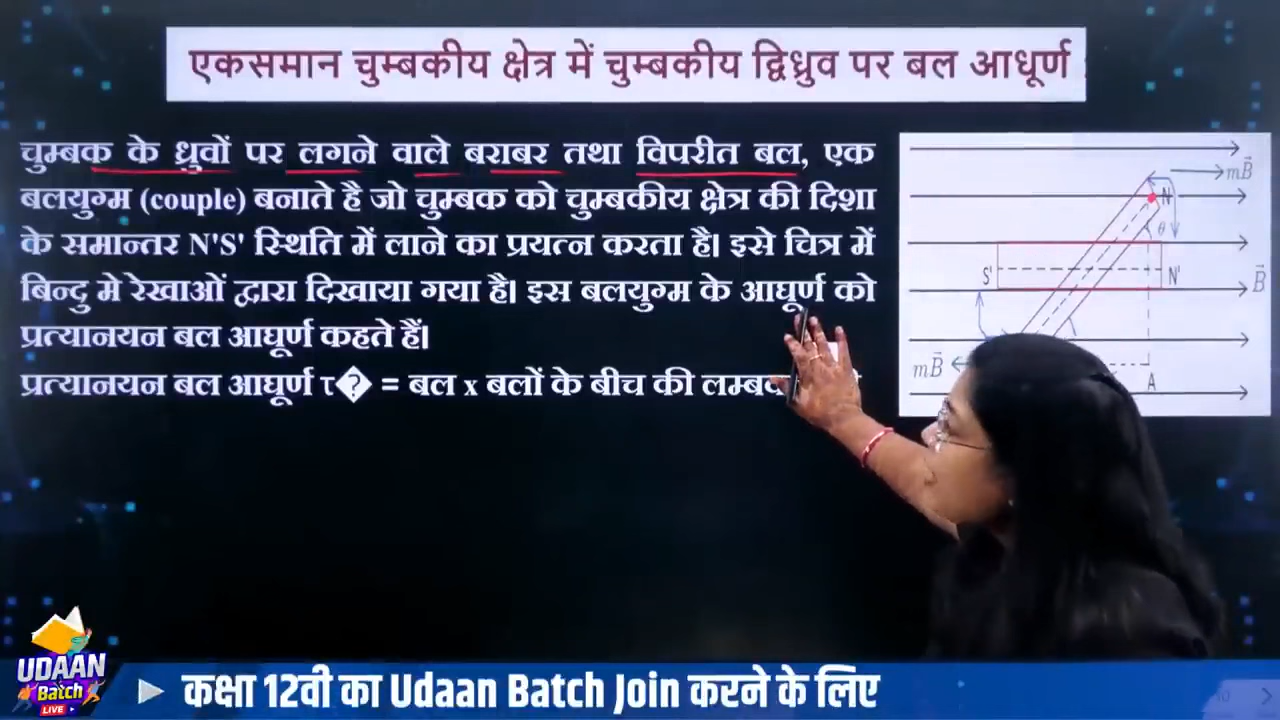 एकसमान चुम्बकीय क्षेत्र में चुम्बकीय द्विध्रुव पर बल आधूर्ण
चुम्बक के ध्रुवों पर लगने वाले बराबर तथा विपरीत बल, एक
बलयुग्म (couple) बनाते है जो चुम्बक को चुम्बकीय क्षेत्र की दिशा
के समान्तर N'S' स्थिति में लाने का प्रयत्न करता है। इसे चित्र में
बिन्दु मे रेखाओं द्वारा दिखाया गया है। इस बलयुग्म के आघूर्ण को
प्रत्यानयन बल आघूर्ण कहते हैं।
प्रत्यानयन बल आघूर्ण τ� = बल x बलों के बीच की
mB⃗
N
θ
S'
N'
B⃗
mB⃗
A
UDAAN
Batch
LIVE
कक्षा 12वी का Udaan Batch Join करने के लिए